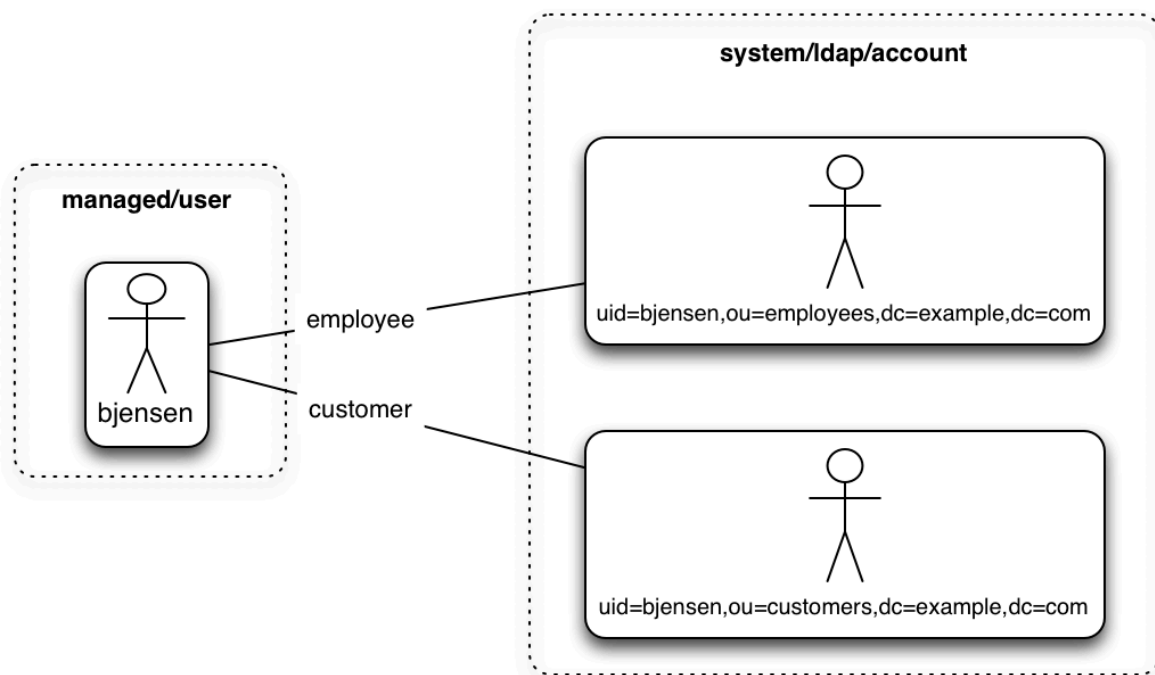 system/ldap/account
managed/user
uid=bjensen,ou=employees,dc=example,dc=com
employee
bjensen
customer
uid=bjensen,ou=customers,dc=example,dc=com